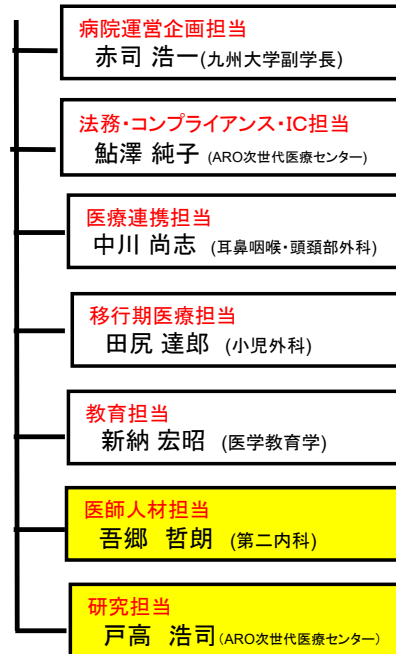 病院運営企画担当
赤司 浩一(九州大学副学長)
法務・コンプライアンス・IC担当
鮎澤 純子 (ARO次世代医療センター)
医療連携担当
中川 尚志 (耳鼻咽喉・頭頸部外科)
移行期医療担当
田尻 達郎 (小児外科)
教育担当
新納 宏昭 (医学教育学)
医師人材担当
吾郷 哲朗 (第二内科)
研究担当
戸高 浩司(ARO次世代医療センター)